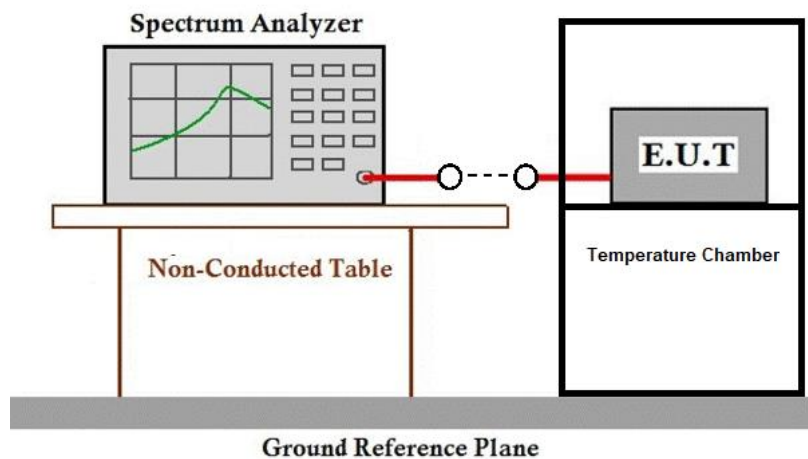 Spectrum Analyzer
E.U.T
Temperature Chamber
Non-Conducted Table
Ground Reference Plane